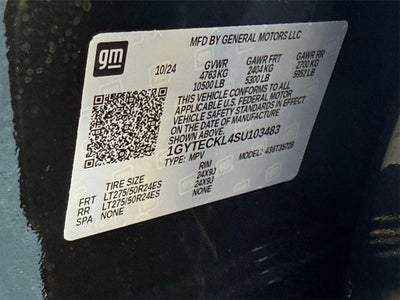 gm
MFD BY GENERAL MOTORS LLC
10/24 GVWR GAWR FRT GAWR RR
4763 KG 2404 KG 2700 KG
10500 LB 5300 LB 5952 LB
THIS VEHICLE CONFORMS TO ALL
APPLICABLE U.S. FEDERAL MOTOR
VEHICLE SAFETY STANDARDS IN EFFECT
ON THE DATE OF MANUFACTURE
SHOWN ABOVE
1GYTECKL4SU103483
TYPE: MPV MODEL:
TIRE SIZE RIM
FRT LT275/50R24ES 24X9J
RR LT275/50R24ES 24X9J
SPA NONE NONE